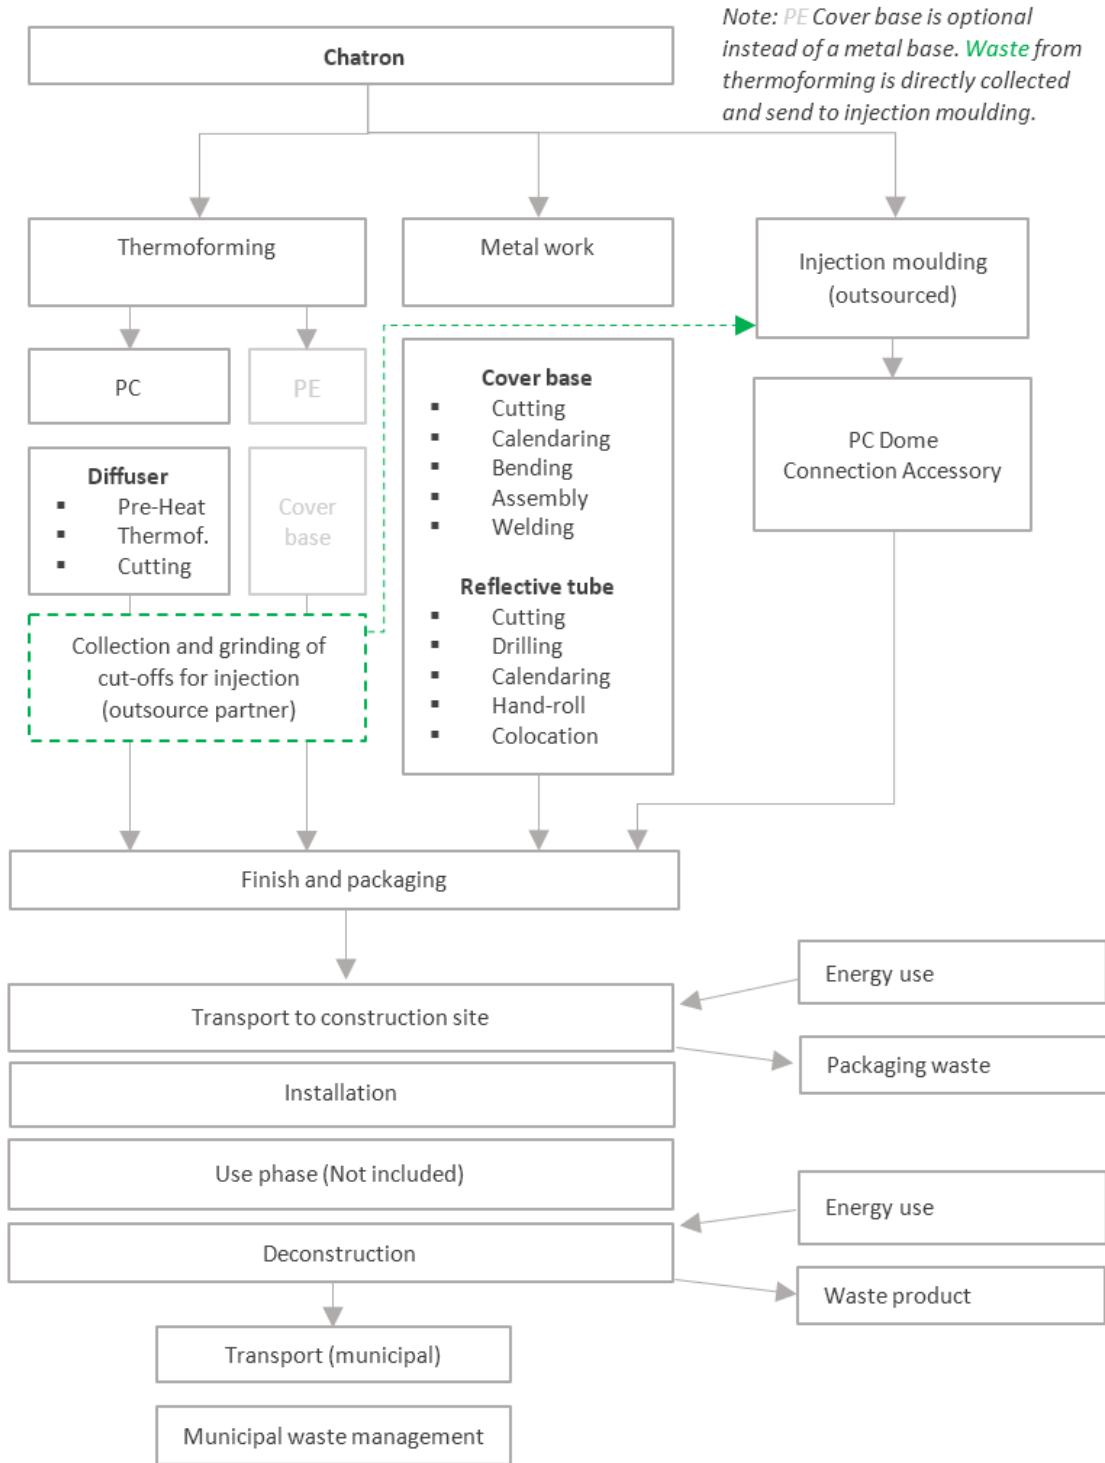 Note: PE Cover base is optional
instead of a metal base. Waste from
thermoforming is directly collected
and send to injection moulding.
Chatron
Thermoforming
Metal work
Injection moulding
(outsourced)
PC
PE
Diffuser
▪ Pre-Heat
▪ Thermof.
▪ Cutting
Cover
base
Collection and grinding of
cut-offs for injection
(outsource partner)
Cover base
▪ Cutting
▪ Calendaring
▪ Bending
▪ Assembly
▪ Welding
Reflective tube
▪ Cutting
▪ Drilling
▪ Calendaring
▪ Hand-roll
▪ Colocation
PC Dome
Connection Accessory
Finish and packaging
Transport to construction site
Energy use
Packaging waste
Installation
Use phase (Not included)
Energy use
Deconstruction
Waste product
Transport (municipal)
Municipal waste management